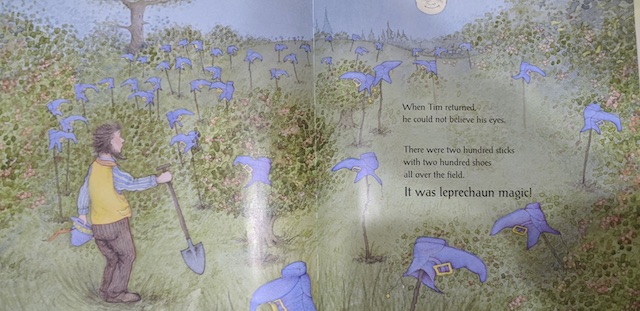 When Tim returned,
he could not believe his eyes.
There were two hundred sticks
with two hundred shoes
all over the field.
It was leprechaun magic!